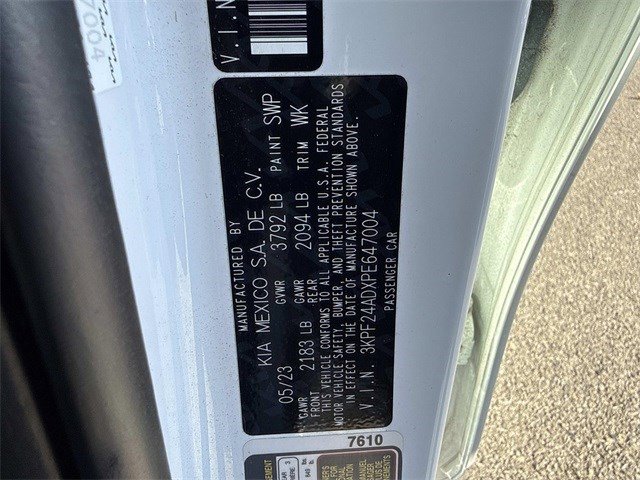 V.I.N
MANUFACTURED BY
KIA MEXICO S.A. DE C.V.
05/23 GVWR 3792 LB PAINT SWP
GAWR FRONT 2183 LB GAWR REAR 2094 LB TRIM WK
THIS VEHICLE CONFORMS TO ALL APPLICABLE U.S.A. FEDERAL
MOTOR VEHICLE SAFETY, BUMPER, AND THEFT PREVENTION STANDARDS
IN EFFECT ON THE DATE OF MANUFACTURE SHOWN ABOVE.
V.I.N. 3KPF24ADXPE647004
PASSENGER CAR
7610
7004